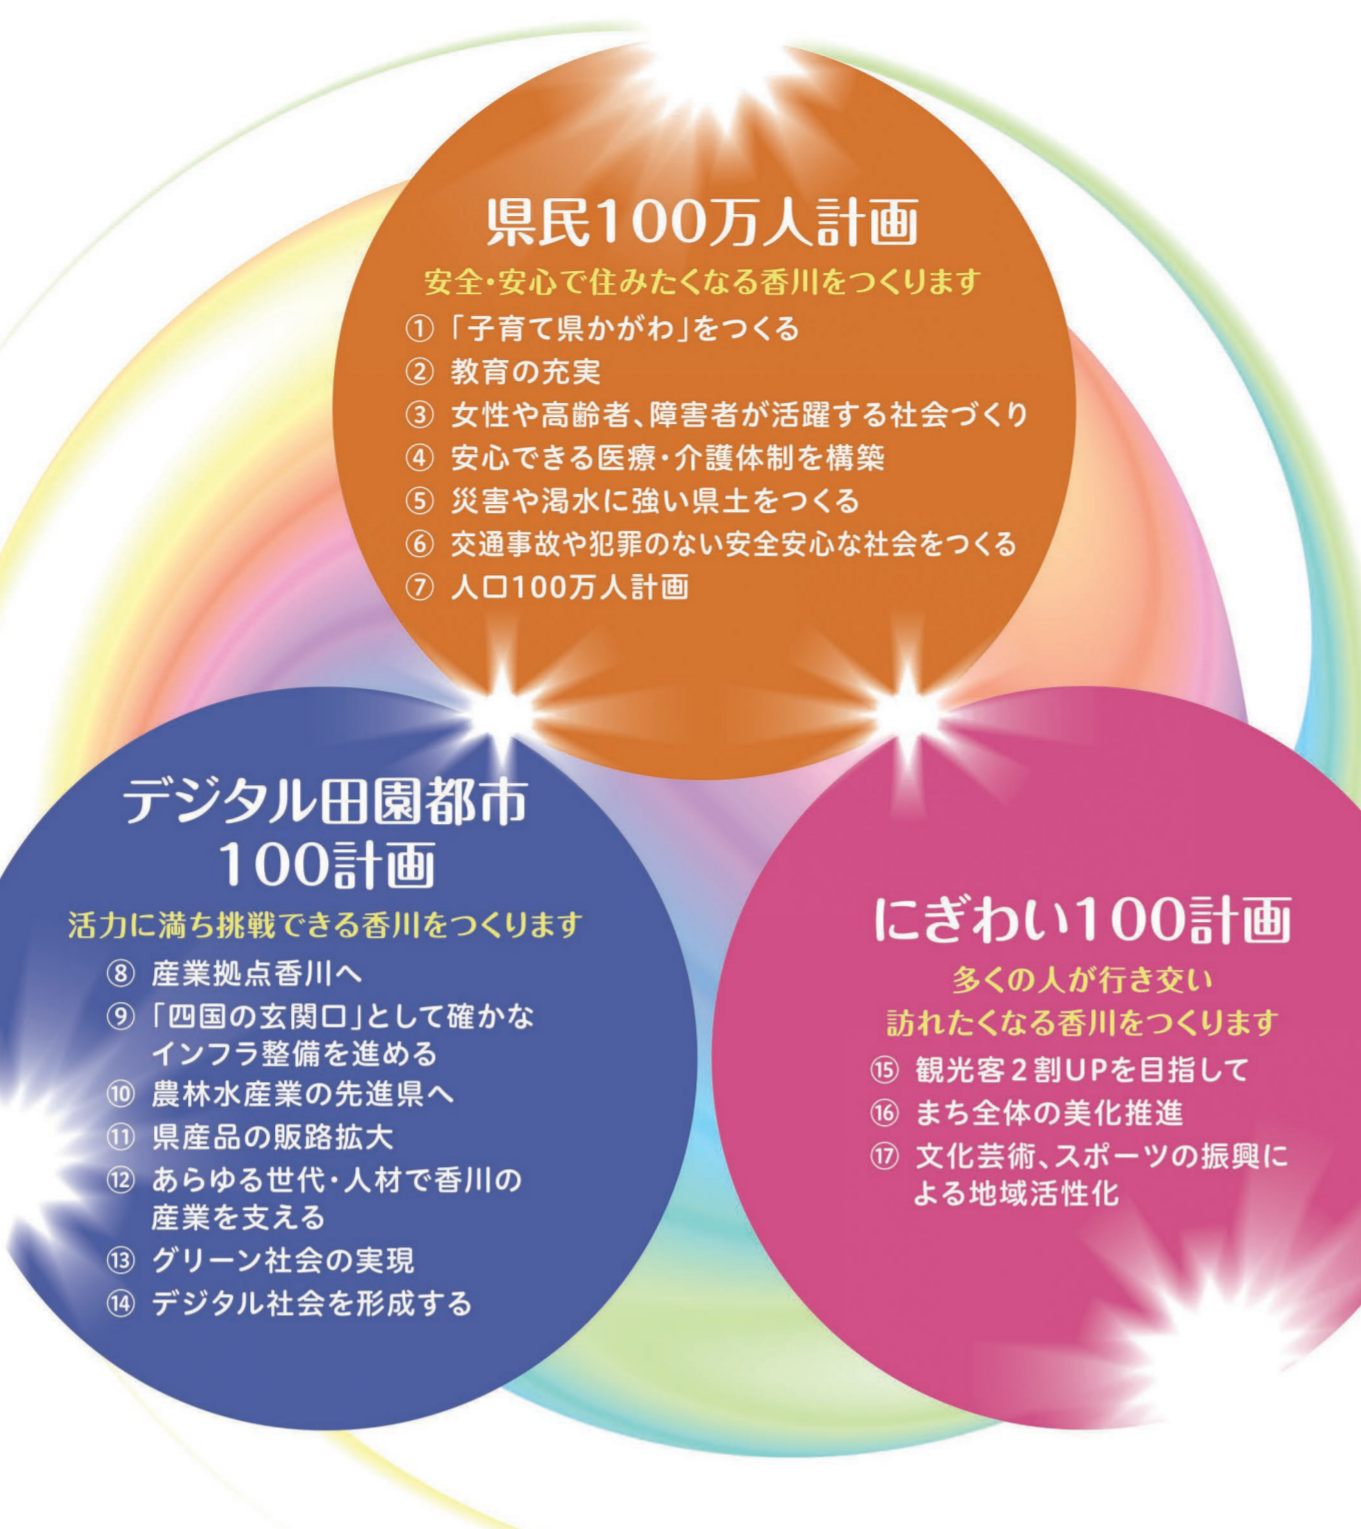 県民100万人計画
安全・安心で住みたくなる香川をつくります
① 「子育て県かがわ」をつくる
② 教育の充実
③ 女性や高齢者、障害者が活躍する社会づくり
④ 安心できる医療・介護体制を構築
⑤ 災害や渇水に強い県土をつくる
⑥ 交通事故や犯罪のない安全安心な社会をつくる
⑦ 人口100万人計画
デジタル田園都市
100計画
活力に満ち挑戦できる香川をつくります
⑧ 産業拠点香川へ
⑨ 「四国の玄関口」として確かな
インフラ整備を進める
⑩ 農林水産業の先進県へ
⑪ 県産品の販路拡大
⑫ あらゆる世代・人材で香川の
産業を支える
⑬ グリーン社会の実現
⑭ デジタル社会を形成する
にぎわい100計画
多くの人が行き交い
訪れたくなる香川をつくります
⑮ 観光客2割UPを目指して
⑯ まち全体の美化推進
⑰ 文化芸術、スポーツの振興に
よる地域活性化